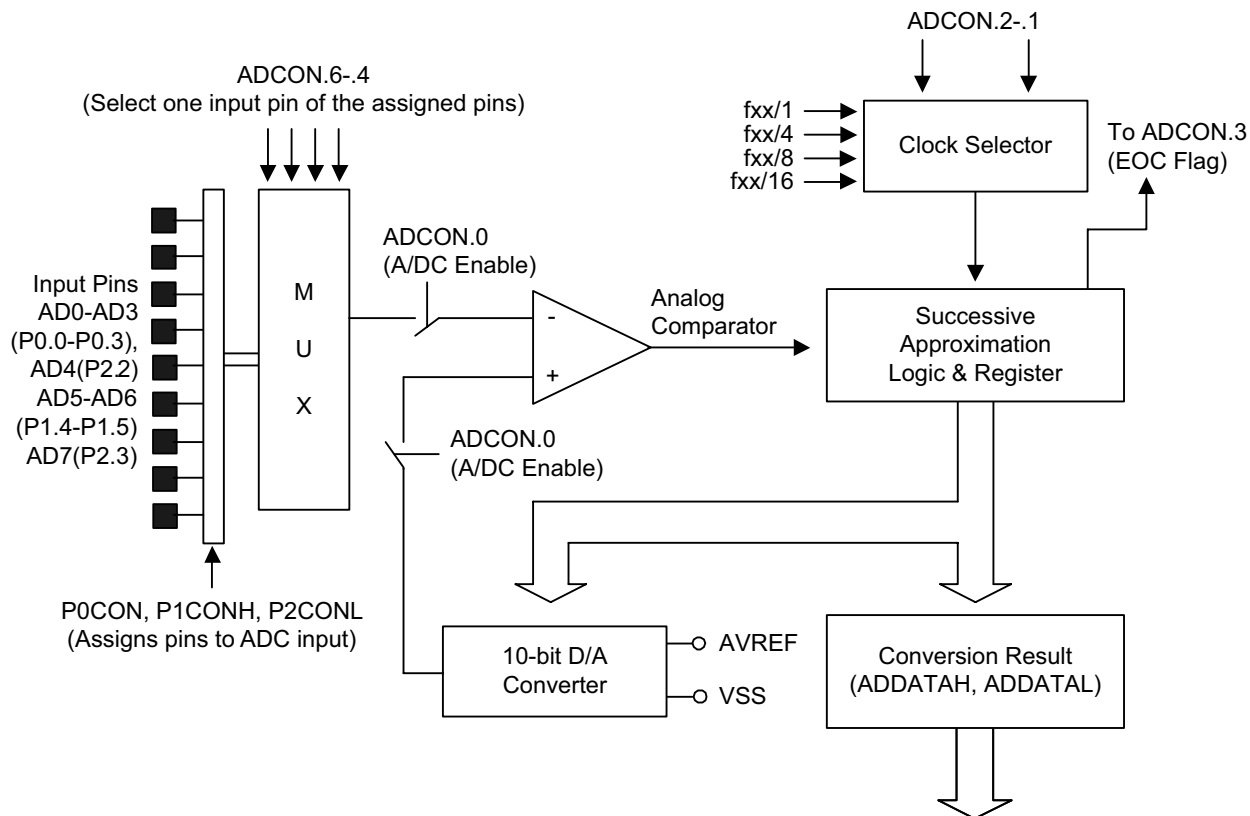 ADCON.2-.1
ADCON.6-.4
(Select one input pin of the assigned pins)
fxx/1
fxx/4
fxx/8
fxx/16
Clock Selector
To ADCON.3
(EOC Flag)
Input Pins
AD0-AD3
(P0.0-P0.3),
AD4(P2.2)
AD5-AD6
(P1.4-P1.5)
AD7(P2.3)
M
U
X
ADCON.0
(A/DC Enable)
-
+
Analog
Comparator
Successive
Approximation
Logic & Register
ADCON.0
(A/DC Enable)
P0CON, P1CONH, P2CONL
(Assigns pins to ADC input)
10-bit D/A
Converter
AVREF
VSS
Conversion Result
(ADDATAH, ADDATAL)